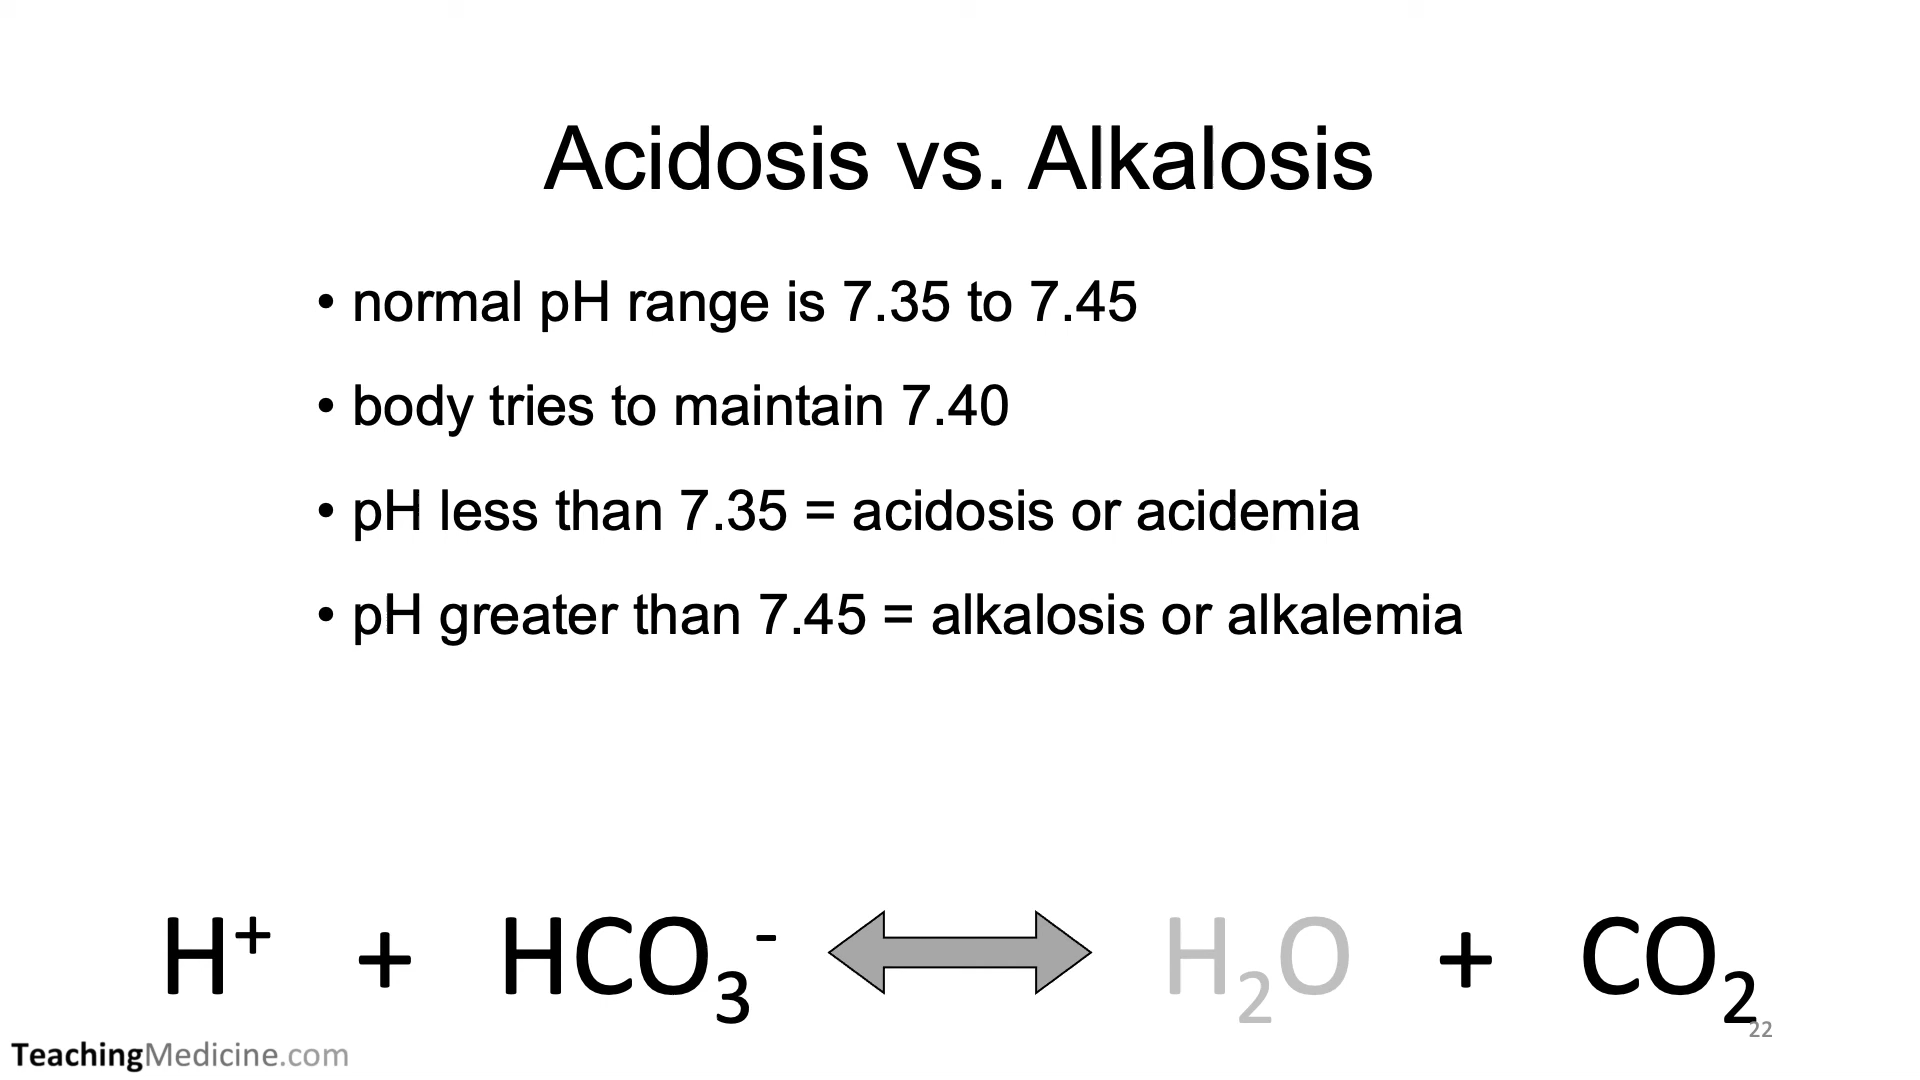 Acidosis vs. Alkalosis
• normal pH range is 7.35 to 7.45
• body tries to maintain 7.40
• pH less than 7.35 = acidosis or acidemia
• pH greater than 7.45 = alkalosis or alkalemia
H⁺ + HCO₃⁻ ⟺ H₂O + CO₂
22
TeachingMedicine.com